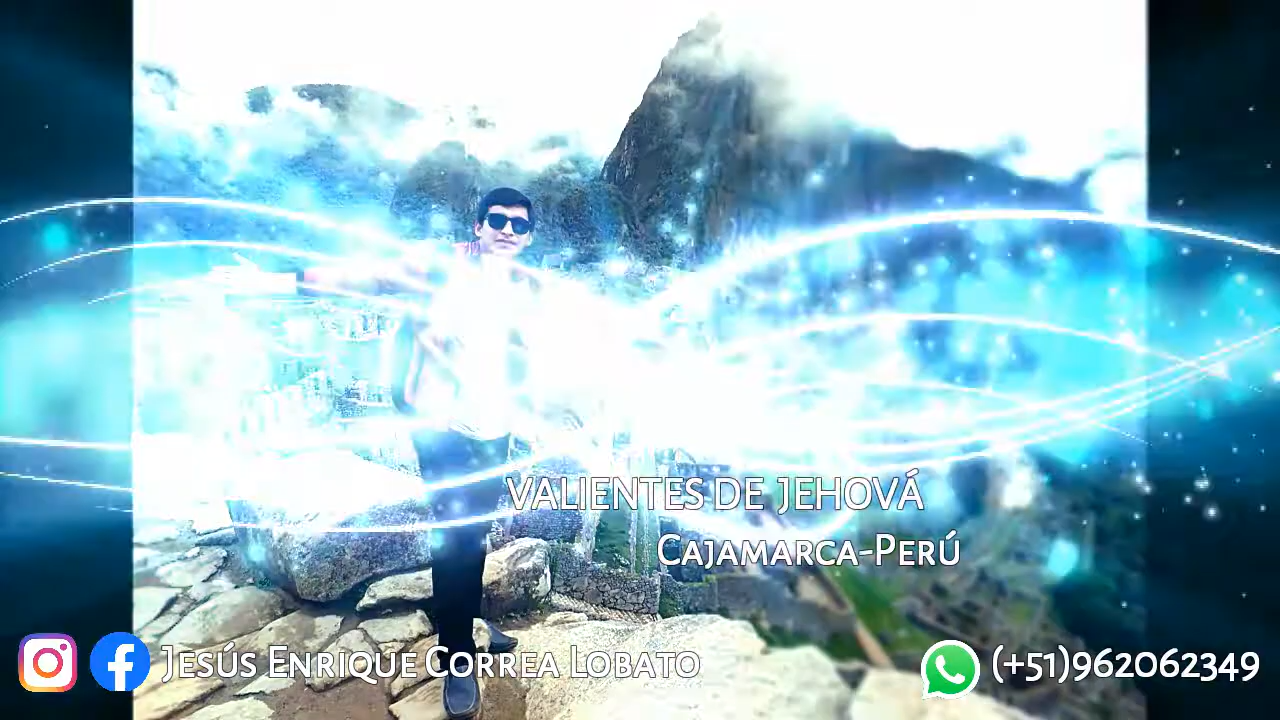 VALIENTES DE JEHOVÁ
Cajamarca-Perú
Jesús Enrique Correa Lobato
(+51)962062349